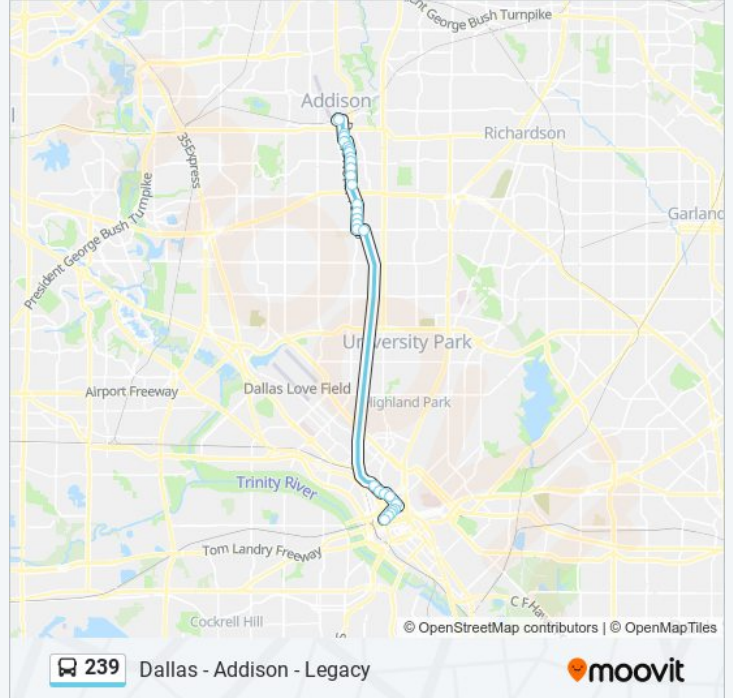 t George Bush Turnpike
Addison
Richardson
35Express
Garland
President George Bush Turnpike
University Park
Airport Freeway
Dallas Love Field
Highland Park
Trinity River
Tom Landry Freeway
C F Ha
Cockrell Hill
© OpenStreetMap contributors | © OpenMapTiles
239 Dallas - Addison - Legacy
moovit